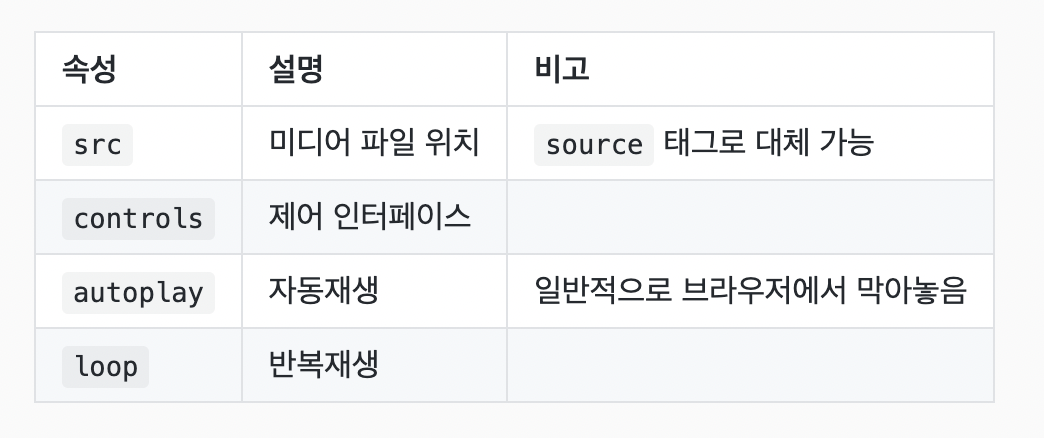 속성 설명 비고
src 미디어 파일 위치 source 태그로 대체 가능
controls 제어 인터페이스
autoplay 자동재생 일반적으로 브라우저에서 막아놓음
loop 반복재생